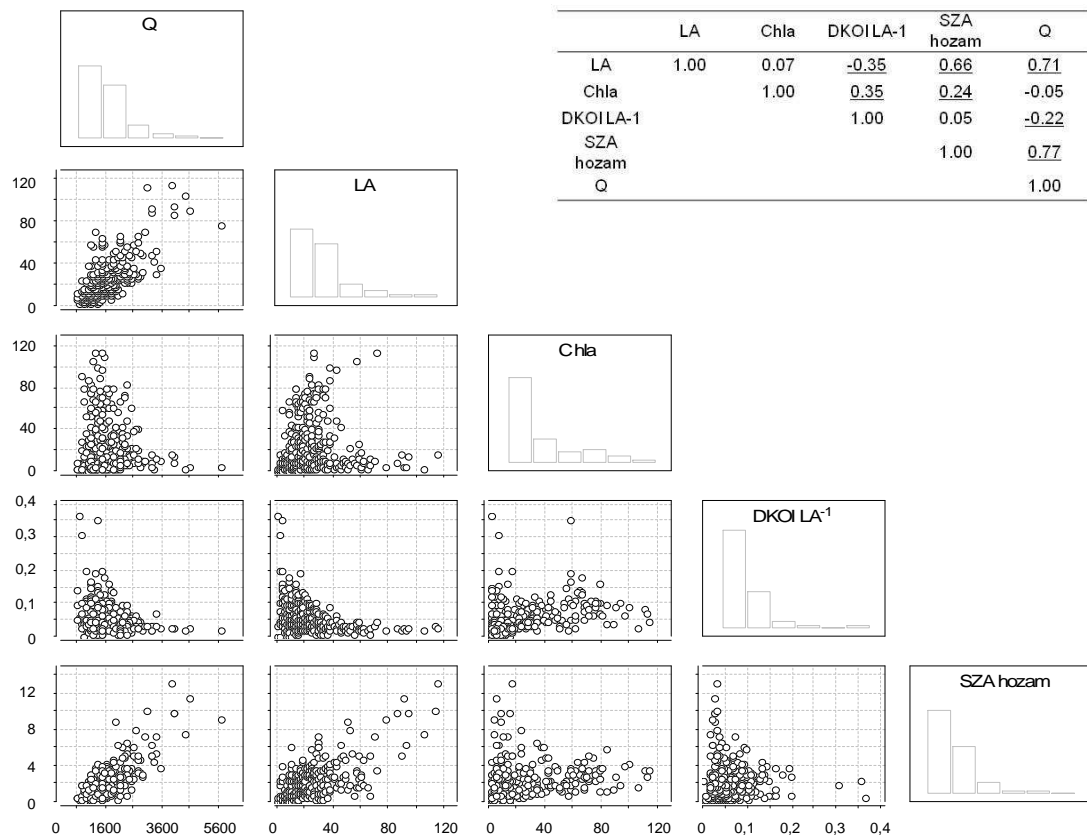 Q
LA Chla DKOI LA-1 SZA hozam Q
LA 1.00 0.07 -0.35 0.66 0.71
Chla 1.00 0.35 0.24 -0.05
DKOI LA-1 1.00 0.05 -0.22
SZA hozam 1.00 0.77
Q 1.00
LA
120
80
40
0
Chla
120
80
40
0
DKOI LA⁻¹
0,4
0,3
0,2
0,1
0
SZA hozam
12
8
4
0
0 1600 3600 5600
0 40 80 120
0 40 80 120
0 0,1 0,2 0,3 0,4